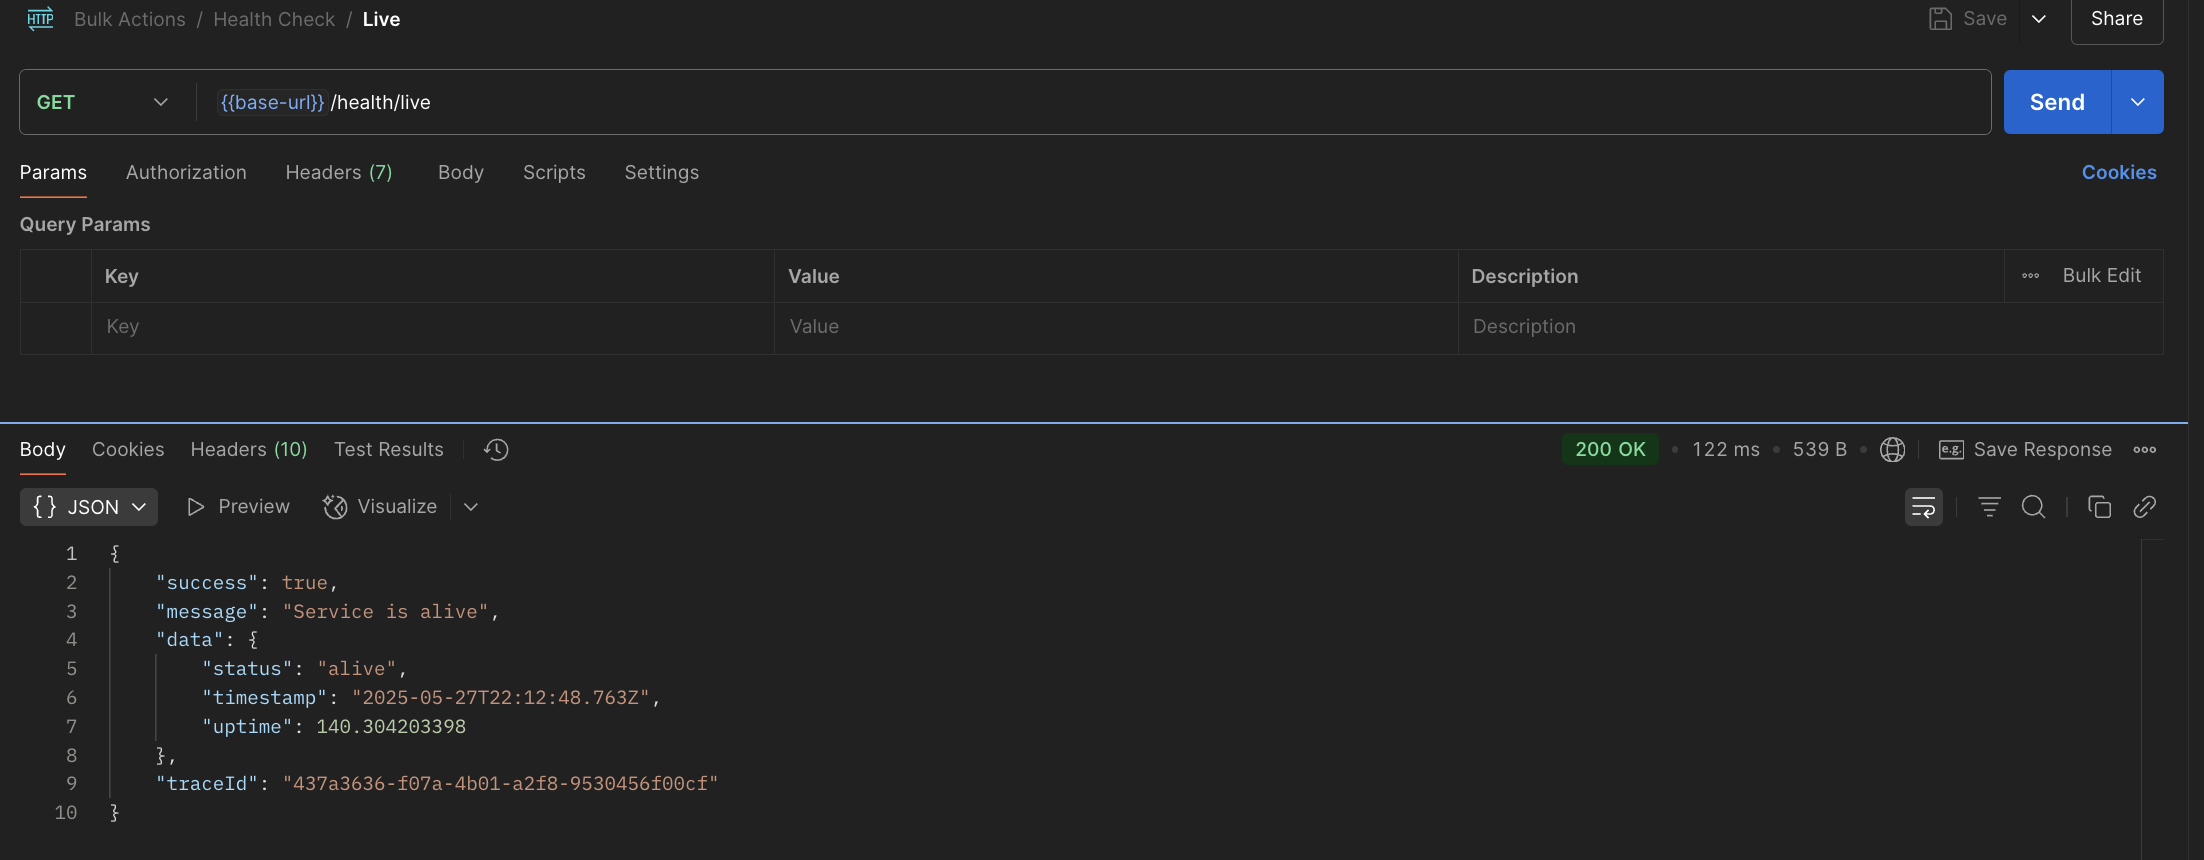 HTTP Bulk Actions / Health Check / Live Save Share
GET {{base-url}} /health/live Send
Params Authorization Headers (7) Body Scripts Settings Cookies
Query Params
Key Value Description Bulk Edit
Key Value Description
Body Cookies Headers (10) Test Results 200 OK 122 ms 539 B e.g. Save Response
{} JSON Preview Visualize
1 {
2 "success": true,
3 "message": "Service is alive",
4 "data": {
5 "status": "alive",
6 "timestamp": "2025-05-27T22:12:48.763Z",
7 "uptime": 140.304203398
8 },
9 "traceId": "437a3636-f07a-4b01-a2f8-9530456f00cf"
10 }